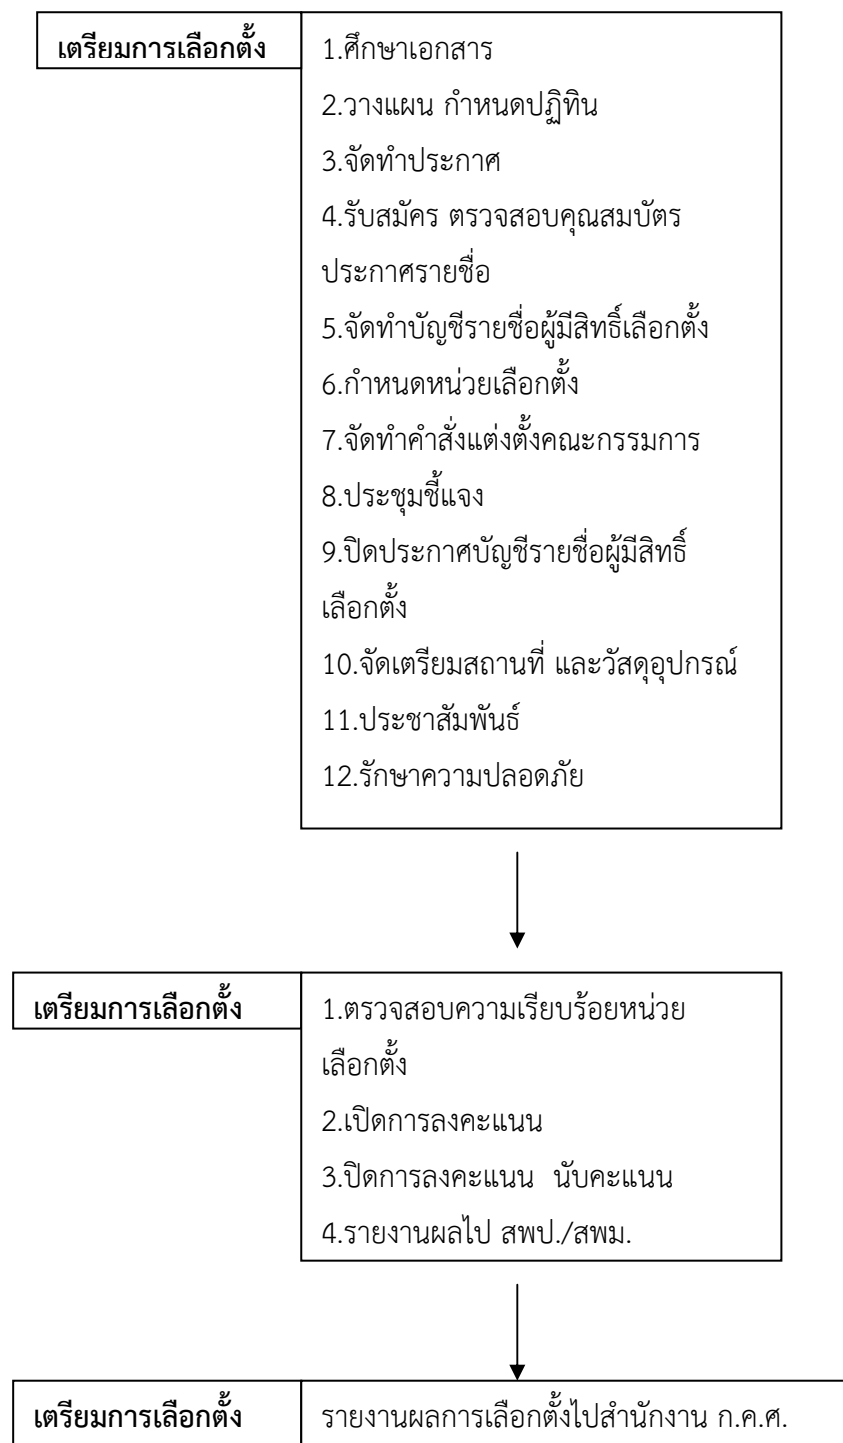 เตรียมการเลือกตั้ง
1.ศึกษาเอกสาร
2.วางแผน กำหนดปฏิทิน
3.จัดทำประกาศ
4.รับสมัคร ตรวจสอบคุณสมบัตร
ประกาศรายชื่อ
5.จัดทำบัญชีรายชื่อผู้มีสิทธิ์เลือกตั้ง
6.กำหนดหน่วยเลือกตั้ง
7.จัดทำคำสั่งแต่งตั้งคณะกรรมการ
8.ประชุมชี้แจง
9.ปิดประกาศบัญชีรายชื่อผู้มีสิทธิ์
เลือกตั้ง
10.จัดเตรียมสถานที่ และวัสดุอุปกรณ์
11.ประชาสัมพันธ์
12.รักษาความปลอดภัย
เตรียมการเลือกตั้ง
1.ตรวจสอบความเรียบร้อยหน่วย
เลือกตั้ง
2.เปิดการลงคะแนน
3.ปิดการลงคะแนน นับคะแนน
4.รายงานผลไป สพป./สพม.
เตรียมการเลือกตั้ง
รายงานผลการเลือกตั้งไปสำนักงาน ก.ค.ศ.